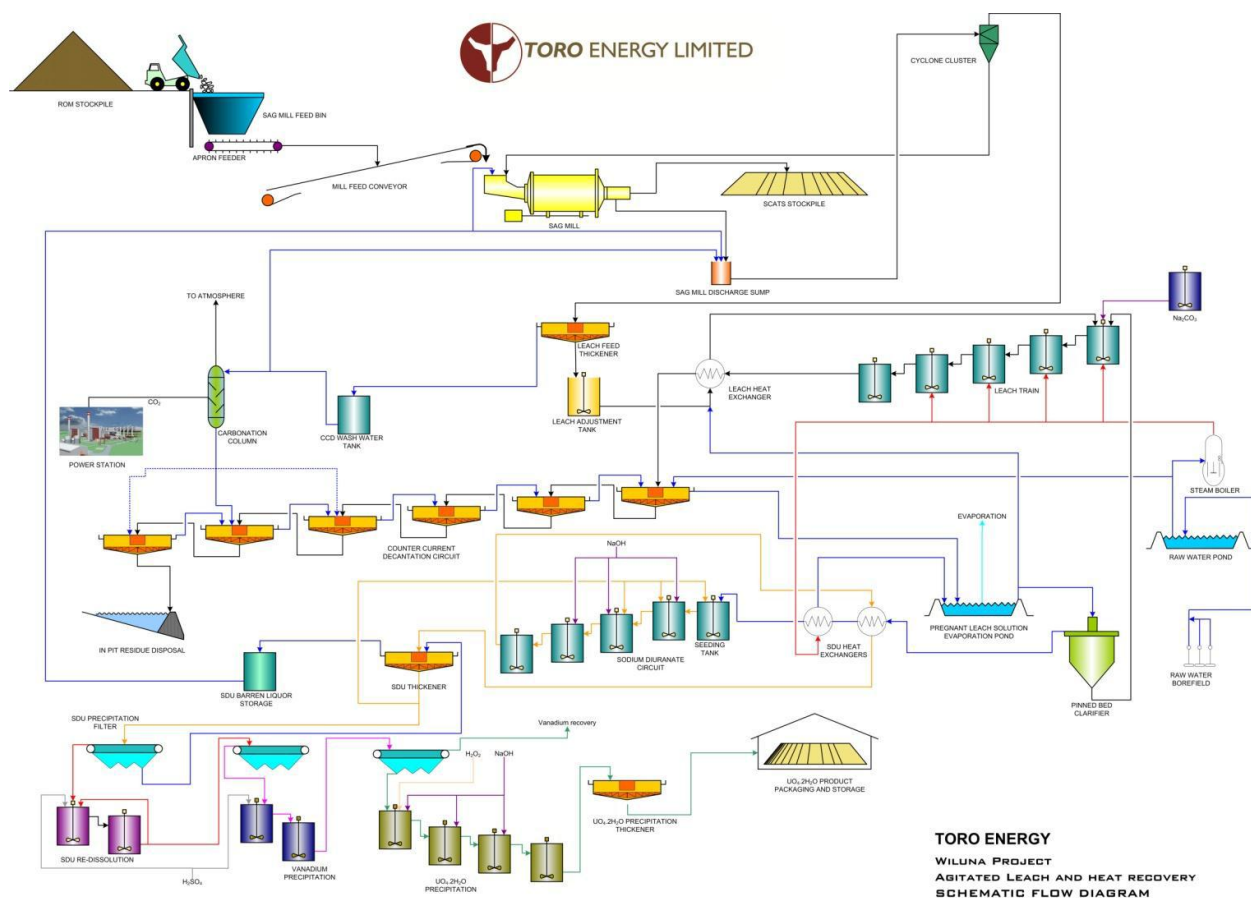 TORO ENERGY LIMITED
CYCLONE CLUSTER
ROM STOCKPILE
SAG MILL FEED BIN
APRON FEEDER
MILL FEED CONVEYOR
SCATS STOCKPILE
SAG MILL
SAG MILL DISCHARGE SUMP
TO ATMOSPHERE
Na₂CO₃
LEACH FEED
THICKENER
LEACH HEAT
EXCHANGER
LEACH TRAIN
CO₂
LEACH ADJUSTMENT
TANK
CARBONATION
COLUMN
CCD WASH WATER
TANK
POWER STATION
STEAM BOILER
EVAPORATION
COUNTER CURRENT
DECANTATION CIRCUIT
NaOH
RAW WATER POND
IN PIT RESIDUE DISPOSAL
PREGNANT LEACH SOLUTION
EVAPORATION POND
SEEDING
TANK
SDU HEAT
EXCHANGERS
SODIUM DIURANATE
CIRCUIT
SDU BARREN LIQUOR
STORAGE
SDU THICKENER
RAW WATER
BOREFIELD
PINNED BED
CLARIFIER
SDU PRECIPITATION
FILTER
Vanadium recovery
H₂O₂
NaOH
UO₄.2H₂O PRODUCT
PACKAGING AND STORAGE
UO₄.2H₂O PRECIPITATION
THICKENER
SDU RE-DISSOLUTION
H₂SO₄
VANADIUM
PRECIPITATION
UO₄.2H₂O
PRECIPITATION
TORO ENERGY
WILUNA PROJECT
AGITATED LEACH AND HEAT RECOVERY
SCHEMATIC FLOW DIAGRAM